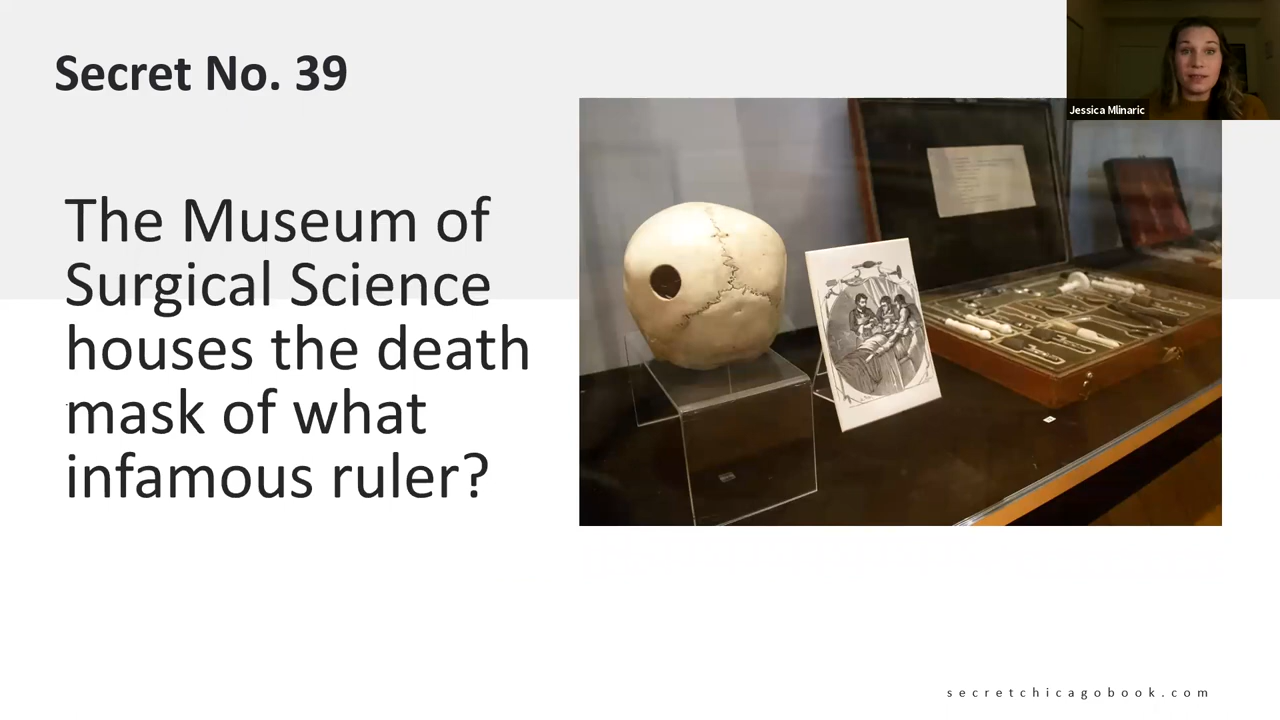 Secret No. 39
Jessica Mlinaric
The Museum of
Surgical Science
houses the death
mask of what
infamous ruler?
secretchicagobook.com